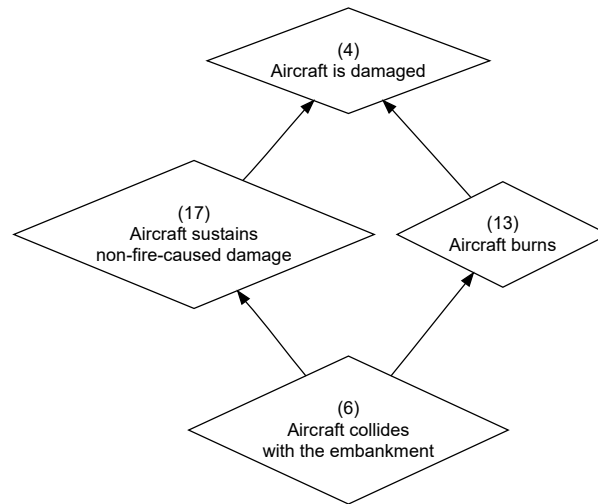 (4)
Aircraft is damaged
(17)
Aircraft sustains
non-fire-caused damage
(13)
Aircraft burns
(6)
Aircraft collides
with the embankment